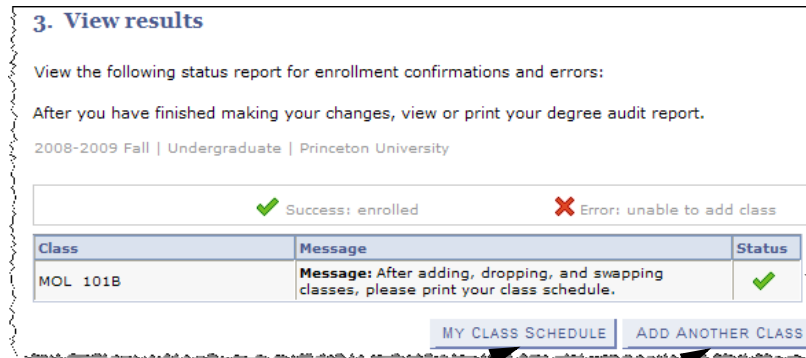 3. View results
View the following status report for enrollment confirmations and errors:
After you have finished making your changes, view or print your degree audit report.
2008-2009 Fall | Undergraduate | Princeton University
Success: enrolled Error: unable to add class
Class Message Status
MOL 101B Message: After adding, dropping, and swapping
classes, please print your class schedule.
MY CLASS SCHEDULE ADD ANOTHER CLASS